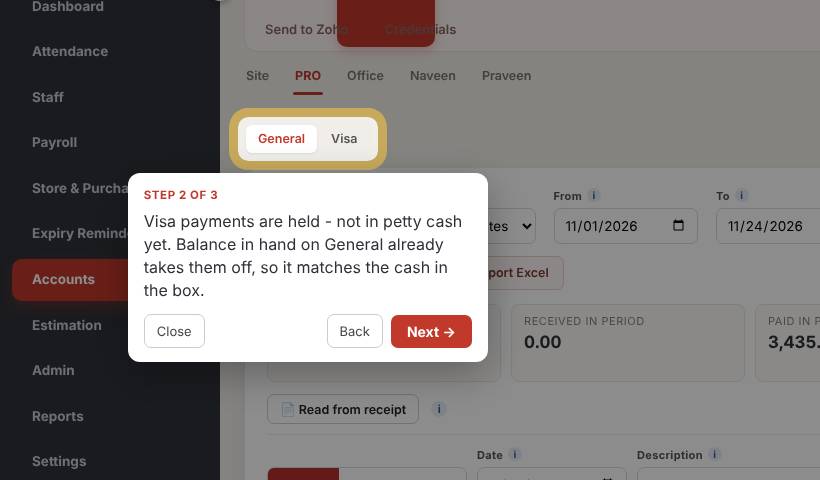 Dashboard
Send to Zoho
Credentials
Attendance
Site PRO Office Naveen Praveen
Staff
General Visa
Payroll
STEP 2 OF 3
Visa payments are held - not in petty cash
yet. Balance in hand on General already
takes them off, so it matches the cash in
the box.
Close Back Next →
Store & Purcha
From i To i
11/01/2026 11/24/2026
Expiry Remind
Accounts
port Excel
Estimation
RECEIVED IN PERIOD
0.00
PAID IN P
3,435.
Admin
Reports
Read from receipt i
Settings
Date i Description i